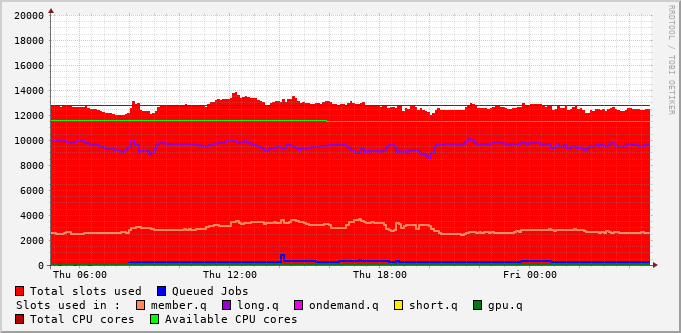 20000
18000
16000
14000
12000
10000
8000
6000
4000
2000
0
Thu 06:00 Thu 12:00 Thu 18:00 Fri 00:00
RRDTOOL / TOBI OETIKER
Total slots used Queued Jobs
Slots used in : member.q long.q ondemand.q short.q gpu.q
Total CPU cores Available CPU cores